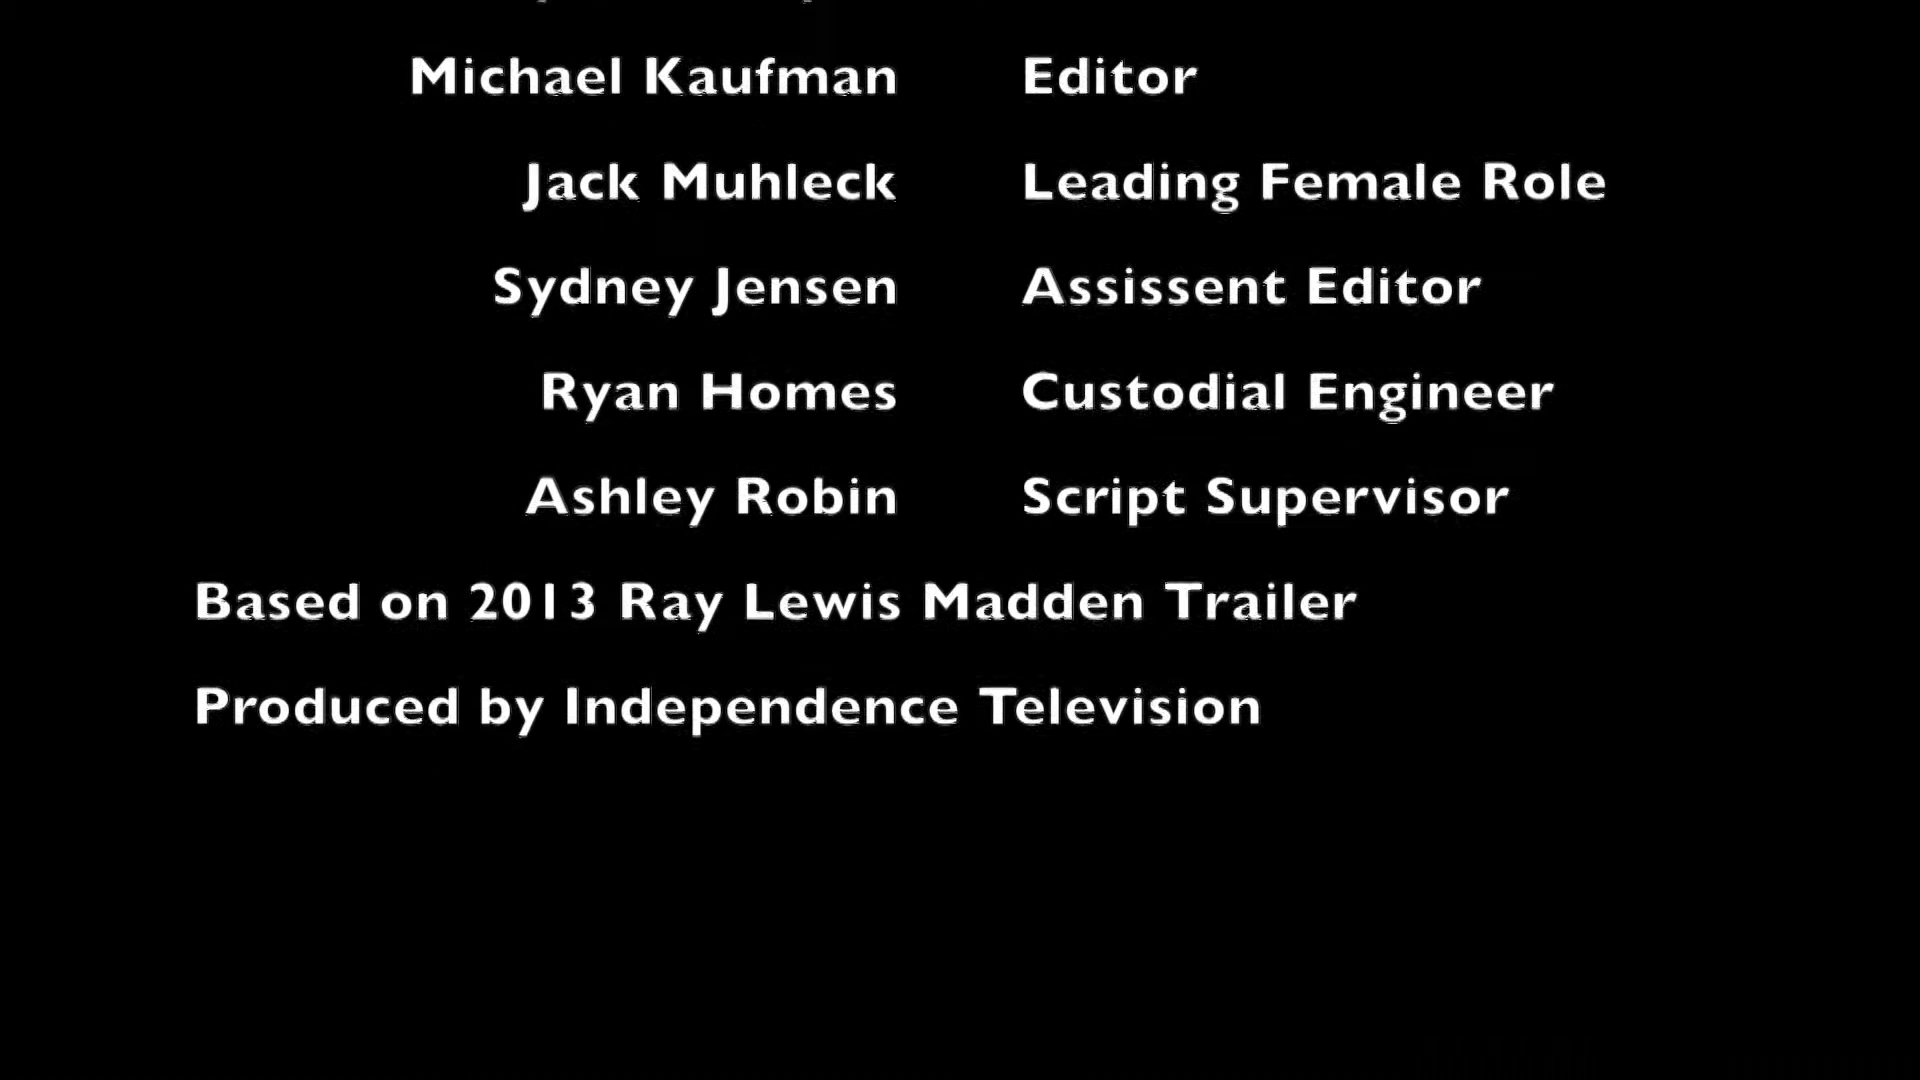 Michael Kaufman Editor
Jack Muhleck Leading Female Role
Sydney Jensen Assissent Editor
Ryan Homes Custodial Engineer
Ashley Robin Script Supervisor
Based on 2013 Ray Lewis Madden Trailer
Produced by Independence Television